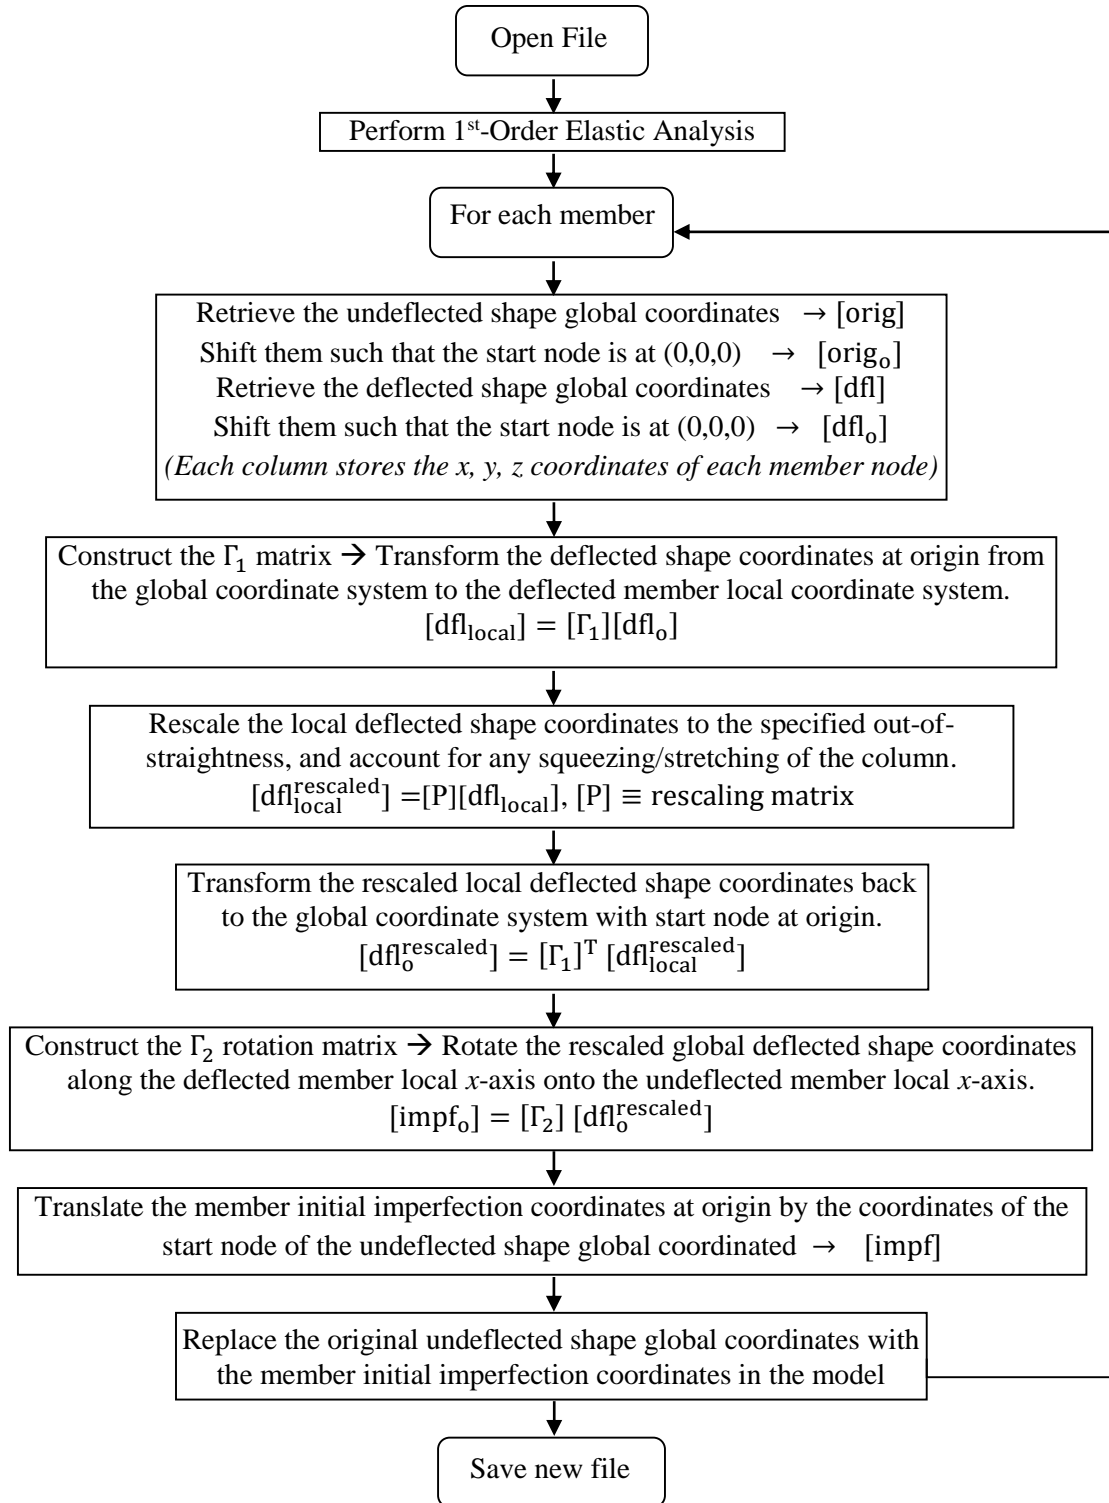 Open File
Perform 1st-Order Elastic Analysis
For each member
Retrieve the undeflected shape global coordinates → [orig]
Shift them such that the start node is at (0,0,0) → [orig_o]
Retrieve the deflected shape global coordinates → [dfl]
Shift them such that the start node is at (0,0,0) → [dfl_o]
(Each column stores the x, y, z coordinates of each member node)
Construct the Γ₁ matrix → Transform the deflected shape coordinates at origin from
the global coordinate system to the deflected member local coordinate system.
[dfl_local] = [Γ₁][dfl_o]
Rescale the local deflected shape coordinates to the specified out-of-
straightness, and account for any squeezing/stretching of the column.
[dfl_local^rescaled] =[P][dfl_local], [P] ≡ rescaling matrix
Transform the rescaled local deflected shape coordinates back
to the global coordinate system with start node at origin.
[dfl_o^rescaled] = [Γ₁]^T [dfl_local^rescaled]
Construct the Γ₂ rotation matrix → Rotate the rescaled global deflected shape coordinates
along the deflected member local x-axis onto the undeflected member local x-axis.
[impf_o] = [Γ₂] [dfl_o^rescaled]
Translate the member initial imperfection coordinates at origin by the coordinates of the
start node of the undeflected shape global coordinated → [impf]
Replace the original undeflected shape global coordinates with
the member initial imperfection coordinates in the model
Save new file